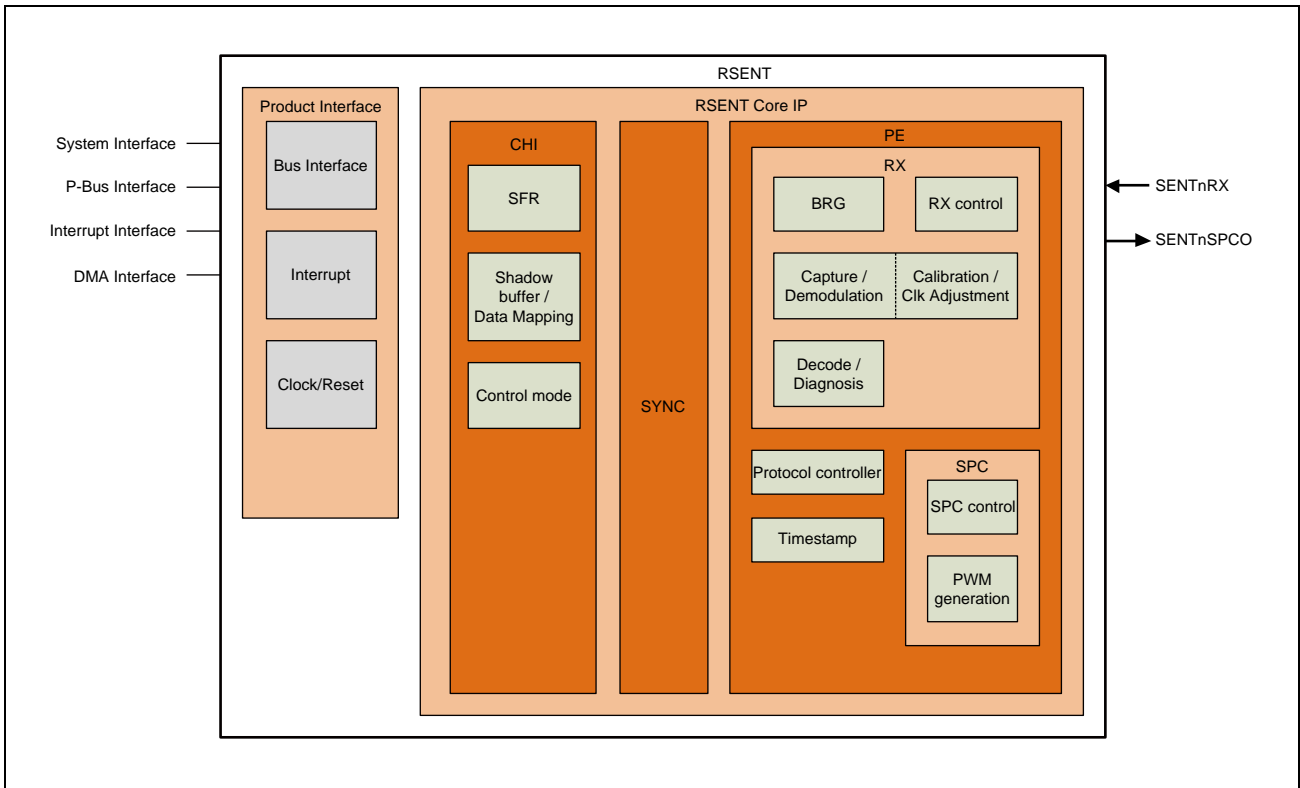 RSENT
Product Interface
RSENT Core IP
System Interface
P-Bus Interface
Interrupt Interface
DMA Interface
Bus Interface
Interrupt
Clock/Reset
CHI
SFR
Shadow
buffer /
Data Mapping
Control mode
SYNC
PE
RX
BRG
RX control
Capture /
Demodulation
Calibration /
Clk Adjustment
Decode /
Diagnosis
Protocol controller
Timestamp
SPC
SPC control
PWM
generation
SENTnRX
SENTnSPCO